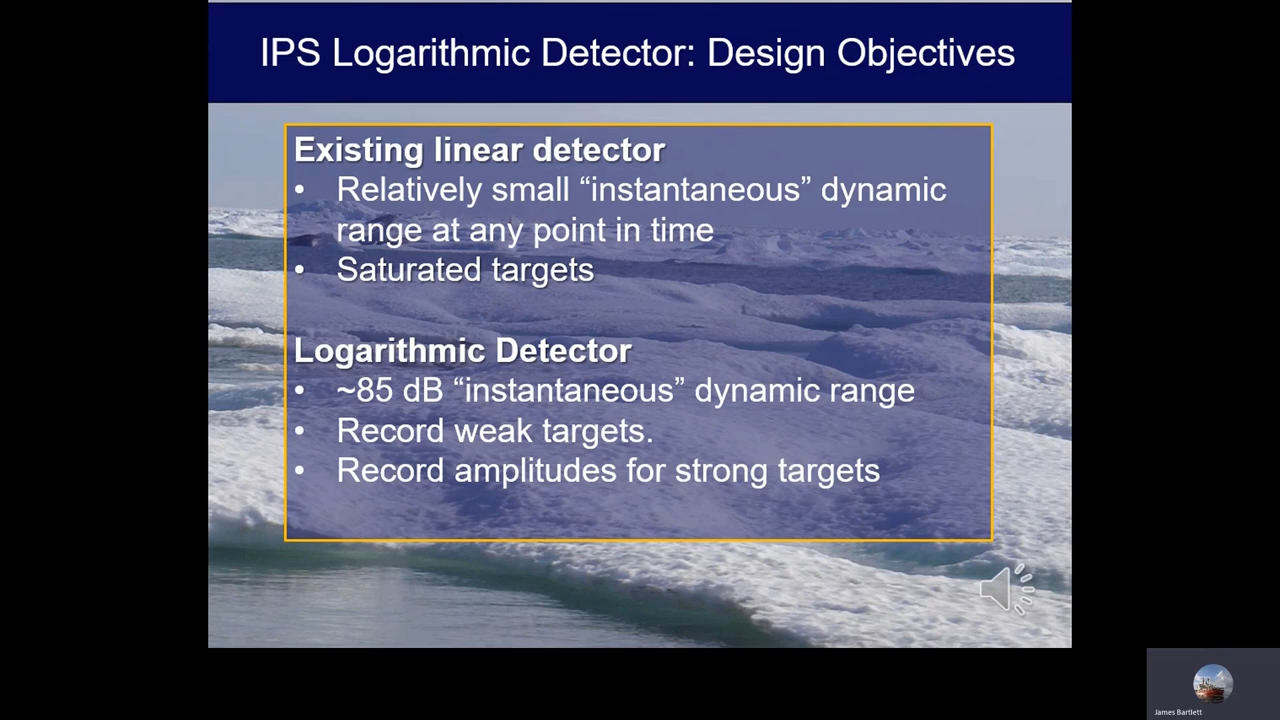 IPS Logarithmic Detector: Design Objectives
Existing linear detector
• Relatively small “instantaneous” dynamic
range at any point in time
• Saturated targets
Logarithmic Detector
• ~85 dB “instantaneous” dynamic range
• Record weak targets.
• Record amplitudes for strong targets
James Bartlett